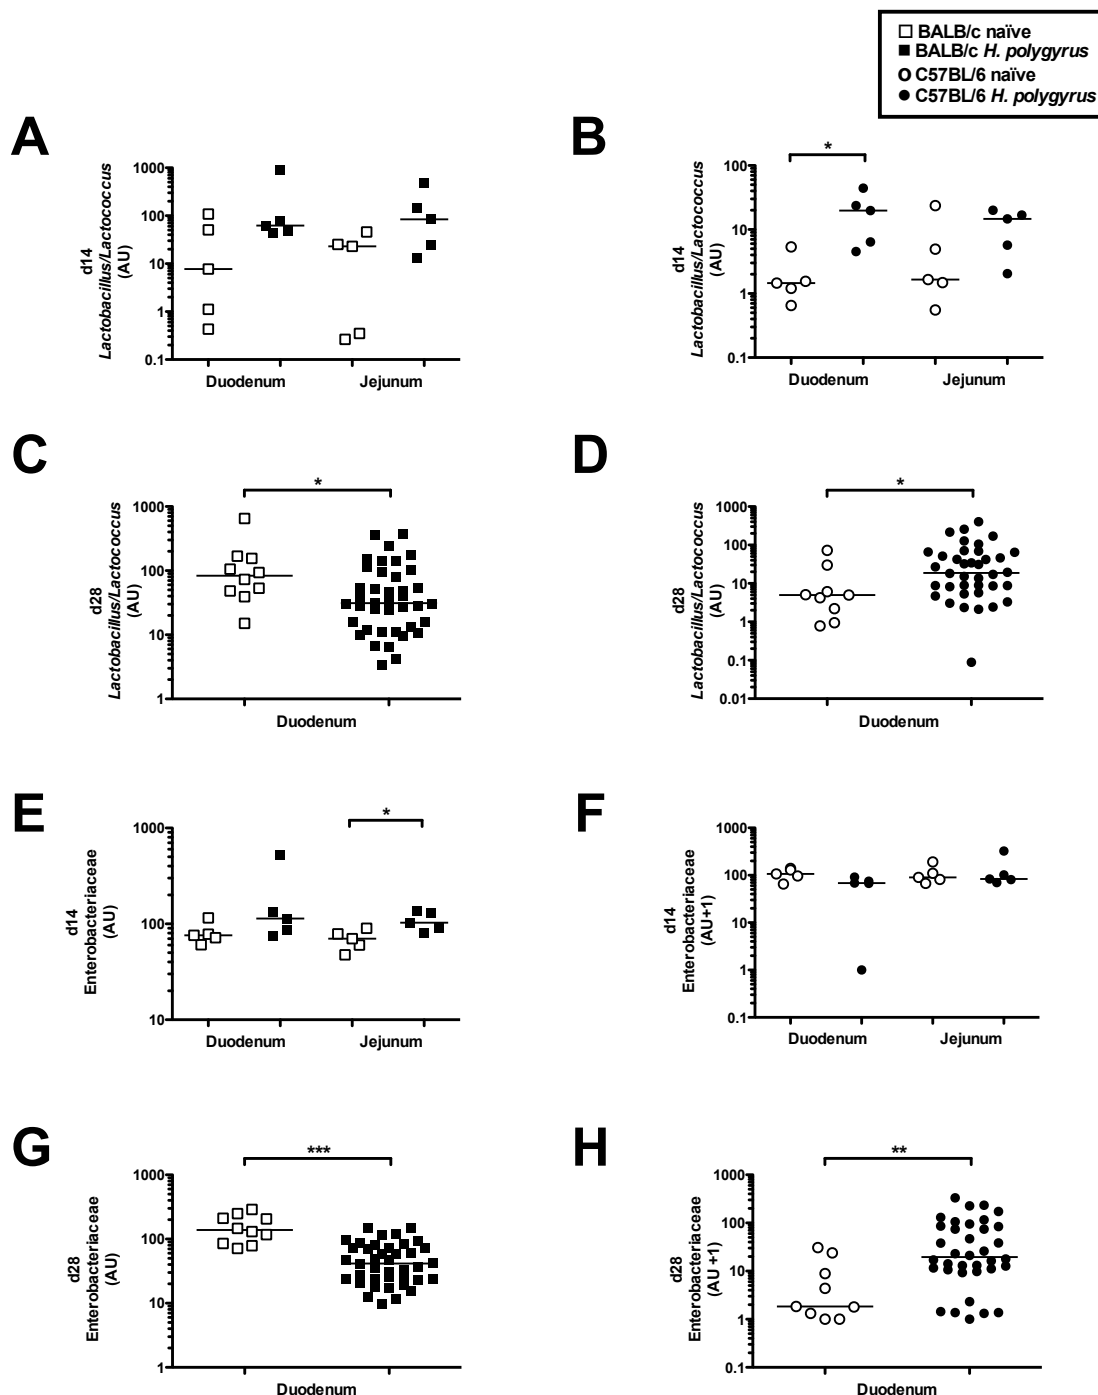 BALB/c naïve
BALB/c H. polygyrus
C57BL/6 naïve
C57BL/6 H. polygyrus
A
d14
Lactobacillus/Lactococcus
(AU)
1000
100
10
1
0.1
Duodenum
Jejunum
B
d14
Lactobacillus/Lactococcus
(AU)
*
100
10
1
0.1
Duodenum
Jejunum
C
d28
Lactobacillus/Lactococcus
(AU)
*
1000
100
10
1
Duodenum
D
d28
Lactobacillus/Lactococcus
(AU)
*
1000
100
10
1
0.1
0.01
Duodenum
E
d14
Enterobacteriaceae
(AU)
*
1000
100
10
Duodenum
Jejunum
F
d14
Enterobacteriaceae
(AU+1)
1000
100
10
1
0.1
Duodenum
Jejunum
G
d28
Enterobacteriaceae
(AU)
***
1000
100
10
1
Duodenum
H
d28
Enterobacteriaceae
(AU +1)
**
1000
100
10
1
0.1
Duodenum